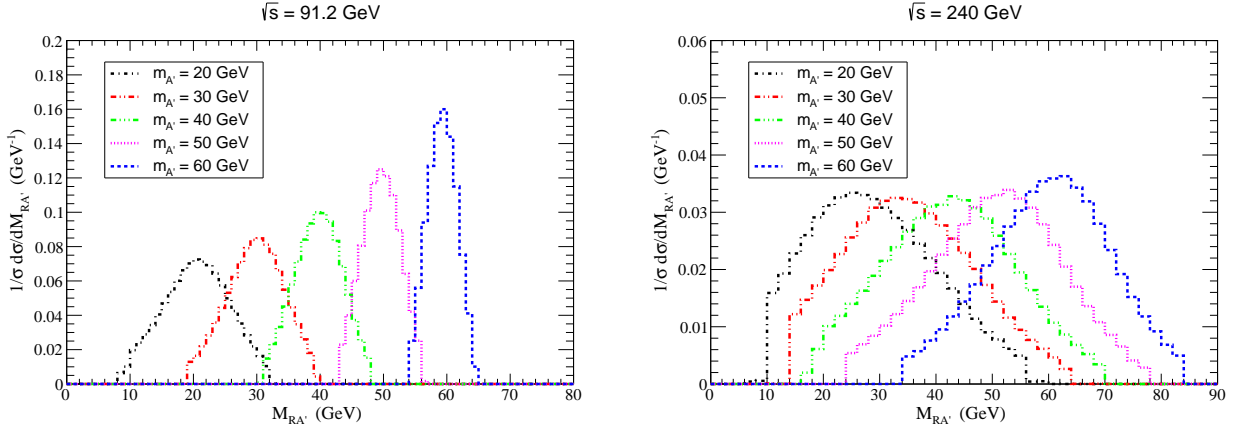 √s = 91.2 GeV
1/σ dσ/dM_RA' (GeV⁻¹)
0.2
0.18
0.16
0.14
0.12
0.1
0.08
0.06
0.04
0.02
0
m_A' = 20 GeV
m_A' = 30 GeV
m_A' = 40 GeV
m_A' = 50 GeV
m_A' = 60 GeV
0 10 20 30 40 50 60 70 80
M_RA' (GeV)
√s = 240 GeV
1/σ dσ/dM_RA' (GeV⁻¹)
0.06
0.05
0.04
0.03
0.02
0.01
0
m_A' = 20 GeV
m_A' = 30 GeV
m_A' = 40 GeV
m_A' = 50 GeV
m_A' = 60 GeV
0 10 20 30 40 50 60 70 80 90
M_RA' (GeV)